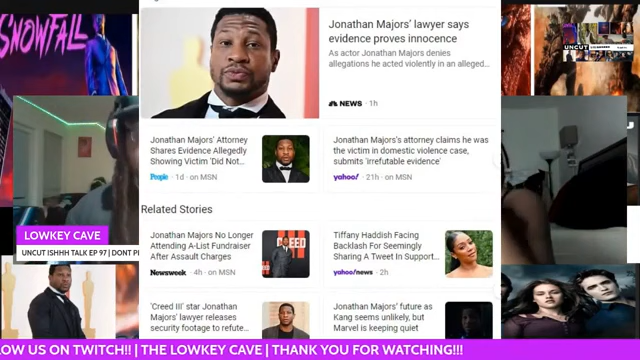 SNOWFALL
Jonathan Majors' lawyer says
evidence proves innocence
As actor Jonathan Majors denies
allegations he acted violently in an alleged...
NEWS · 1h
UNCUT
Jonathan Majors' Attorney
Shares Evidence Allegedly
Showing Victim 'Did Not...
People · 1d · on MSN
Jonathan Majors's attorney claims he was
the victim in domestic violence case,
submits 'irrefutable evidence'
yahoo! · 21h · on MSN
Related Stories
Jonathan Majors No Longer
Attending A-List Fundraiser
After Assault Charges
Newsweek · 4h · on MSN
CREED
Tiffany Haddish Facing
Backlash For Seemingly
Sharing A Tweet In Support...
yahoo/news · 2h
LOWKEY CAVE
UNCUT ISHHH TALK EP 97 | DONT P
'Creed III' star Jonathan
Majors' lawyer releases
security footage to refute...
Jonathan Majors' future as
Kang seems unlikely, but
Marvel is keeping quiet
LOW US ON TWITCH!! | THE LOWKEY CAVE | THANK YOU FOR WATCHING!!!